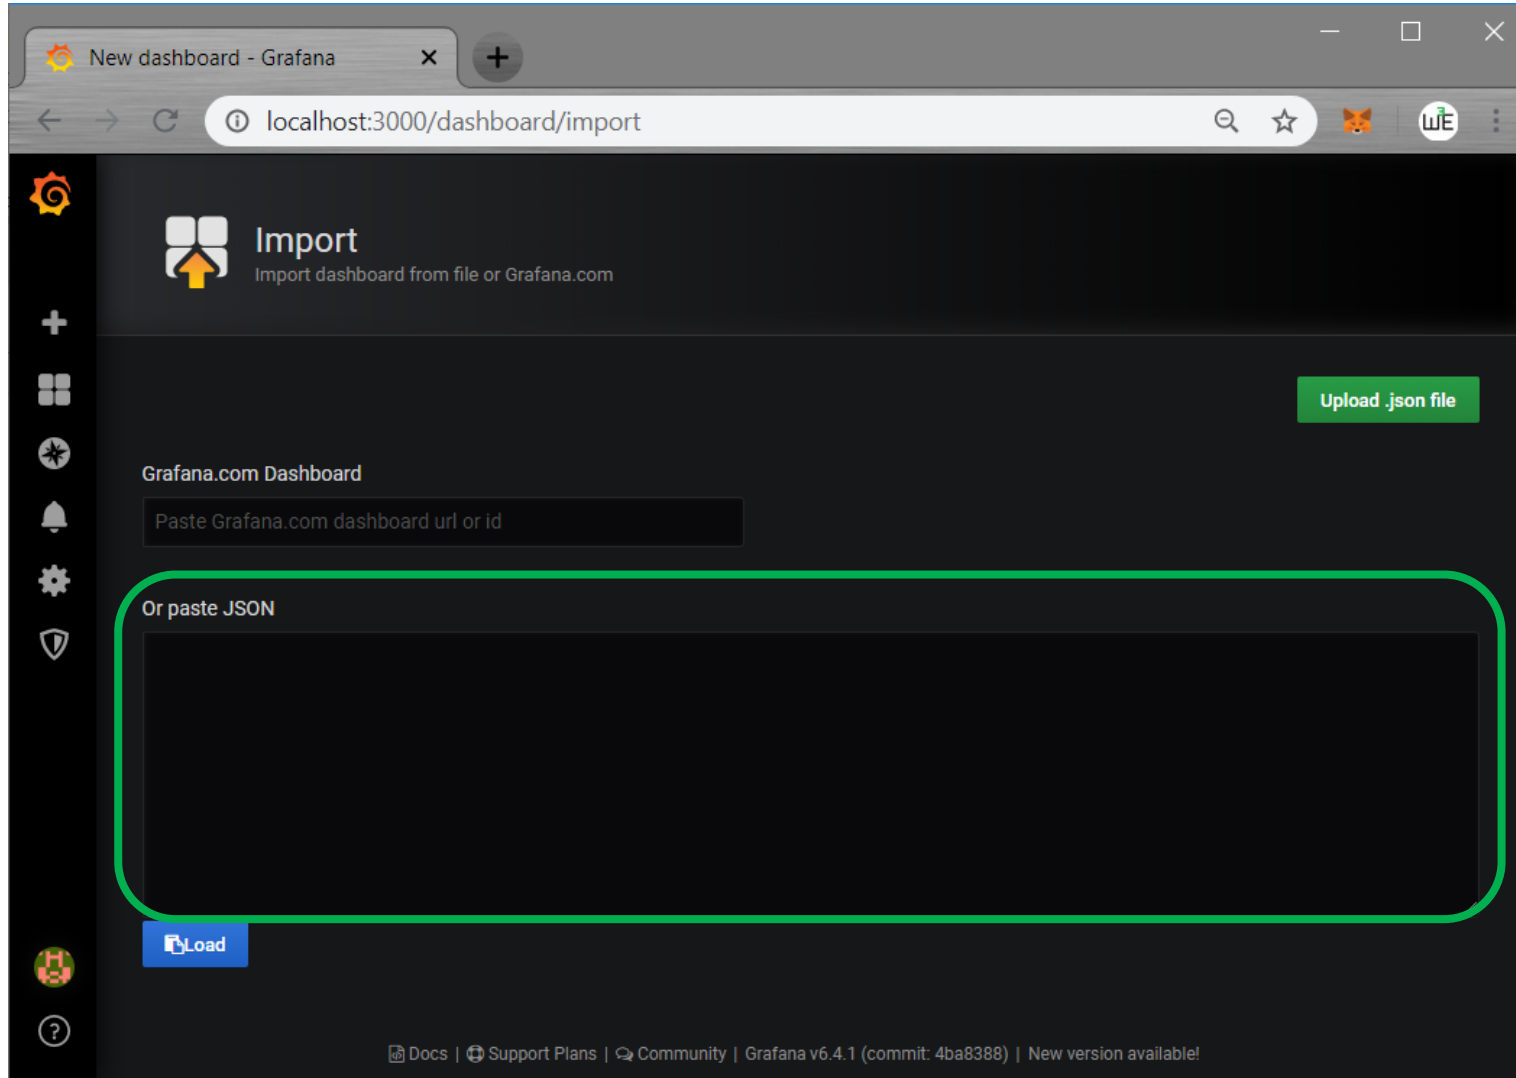 New dashboard - Grafana
localhost:3000/dashboard/import
Import
Import dashboard from file or Grafana.com
Upload .json file
Grafana.com Dashboard
Paste Grafana.com dashboard url or id
Or paste JSON
Load
Docs | Support Plans | Community | Grafana v6.4.1 (commit: 4ba8388) | New version available!